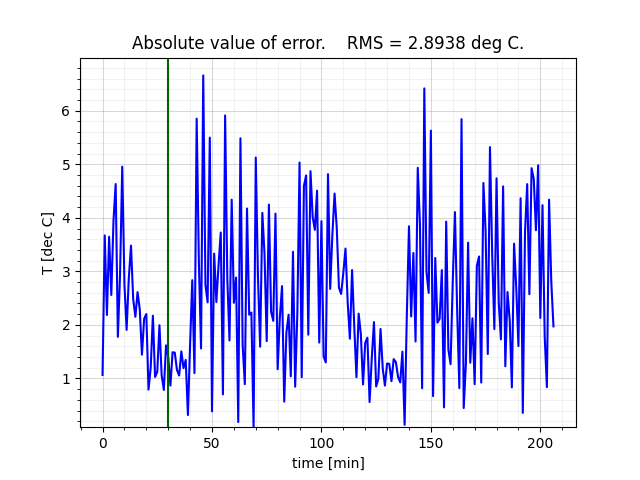 Absolute value of error.    RMS = 2.8938 deg C.
T [dec C]
6
5
4
3
2
1
0 50 100 150 200
time [min]